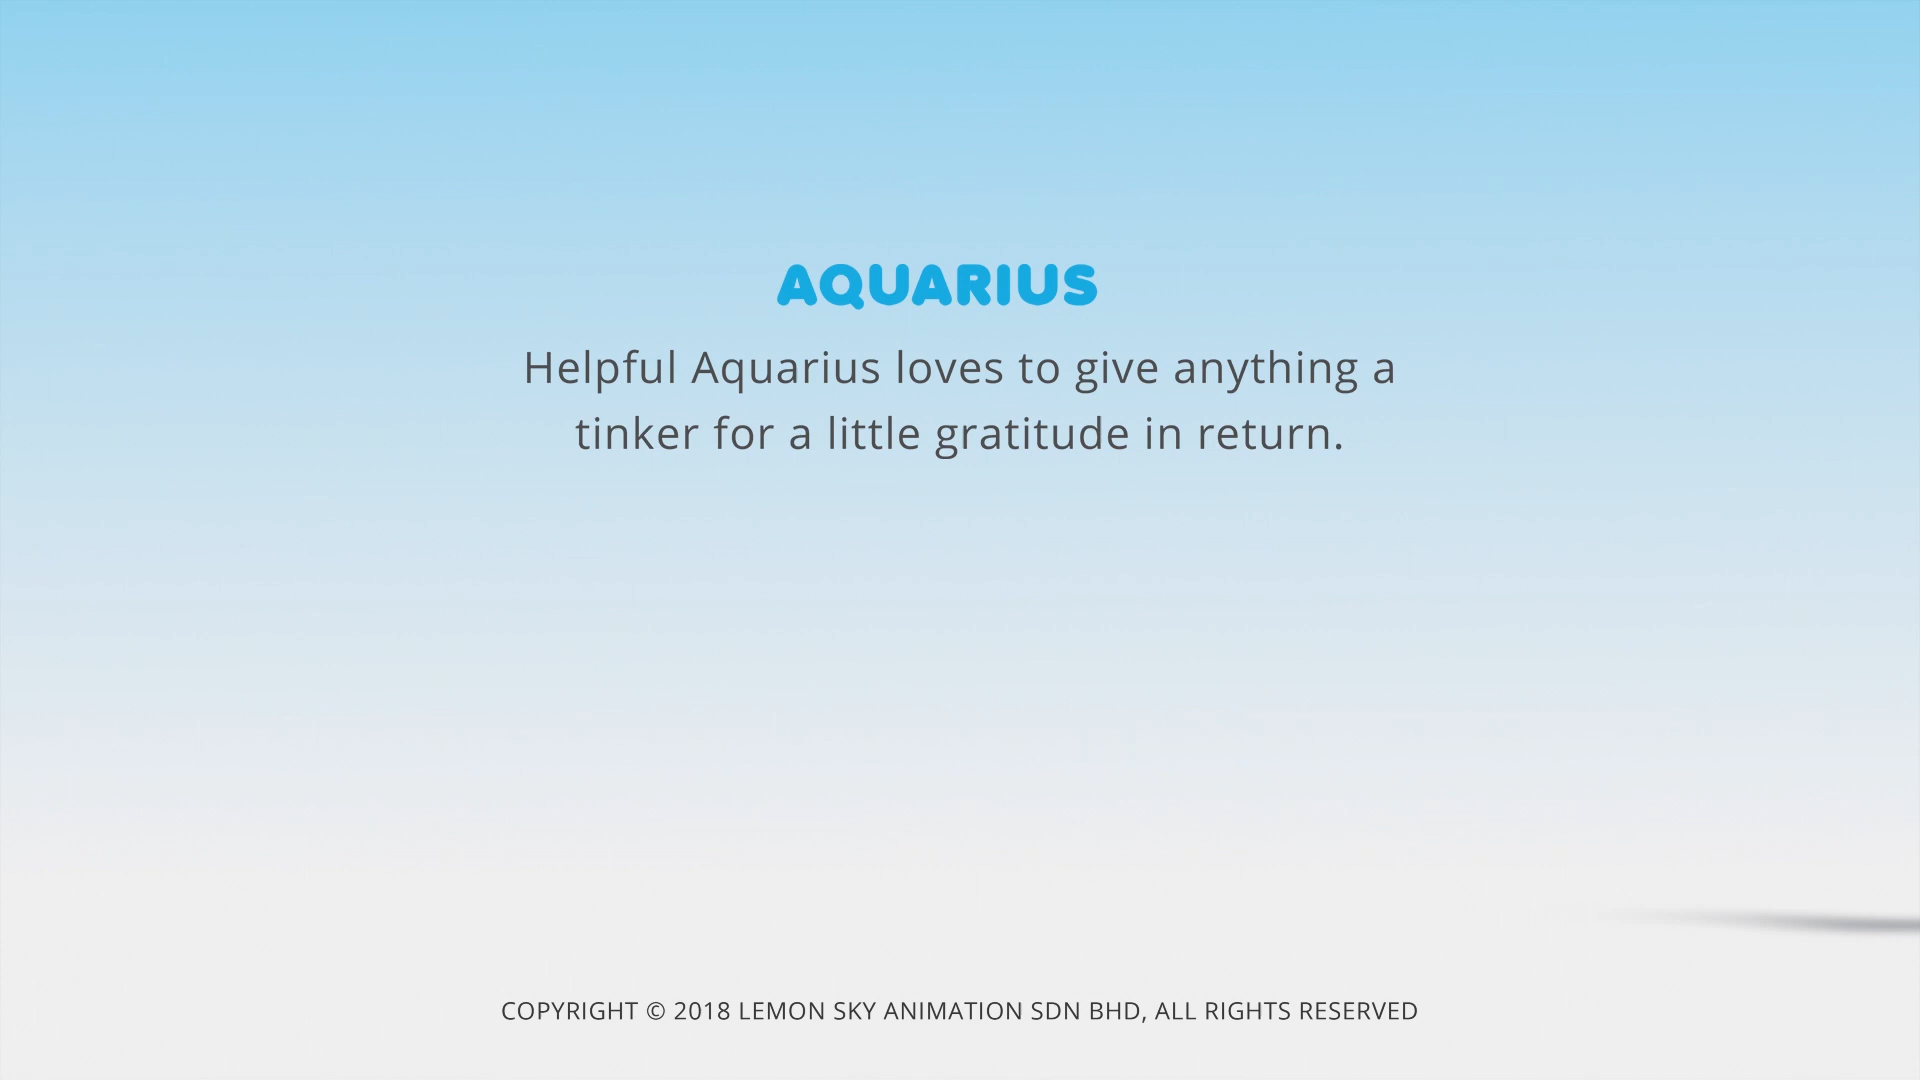 AQUARIUS
Helpful Aquarius loves to give anything a
tinker for a little gratitude in return.
COPYRIGHT © 2018 LEMON SKY ANIMATION SDN BHD, ALL RIGHTS RESERVED